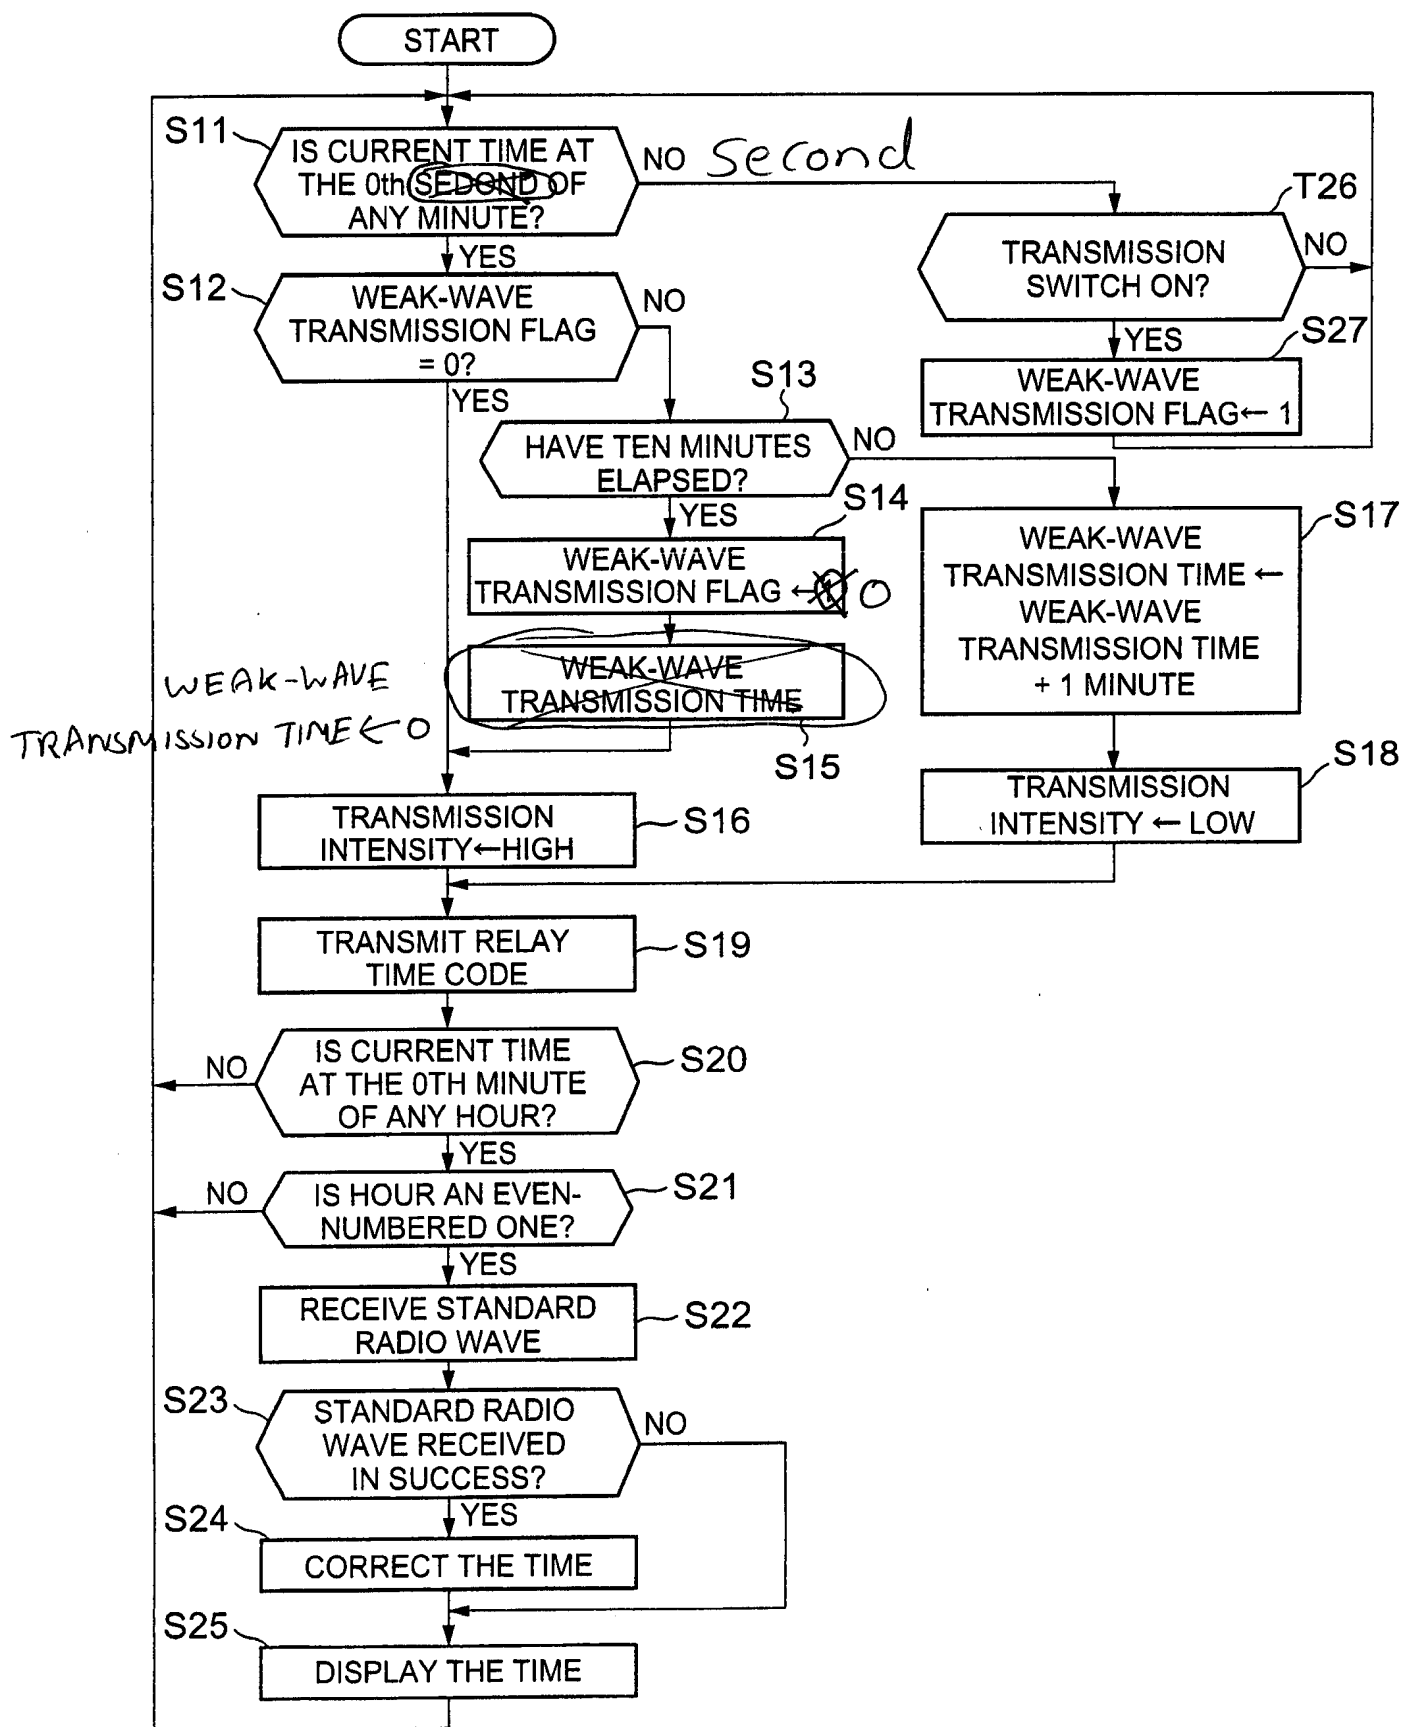 START
S11
IS CURRENT TIME AT
THE 0th SEDOND OF
ANY MINUTE?
NO
Second
YES
T26
TRANSMISSION
SWITCH ON?
NO
YES
S27
WEAK-WAVE
TRANSMISSION FLAG← 1
S12
WEAK-WAVE
TRANSMISSION FLAG
= 0?
NO
YES
S13
HAVE TEN MINUTES
ELAPSED?
NO
YES
S14
WEAK-WAVE
TRANSMISSION FLAG ← 0
WEAK-WAVE
TRANSMISSION TIME
S15
WEAK-WAVE
TRANSMISSION TIME ← 0
S17
WEAK-WAVE
TRANSMISSION TIME ←
WEAK-WAVE
TRANSMISSION TIME
+ 1 MINUTE
S18
TRANSMISSION
INTENSITY ← LOW
TRANSMISSION
INTENSITY←HIGH
S16
TRANSMIT RELAY
TIME CODE
S19
IS CURRENT TIME
AT THE 0TH MINUTE
OF ANY HOUR?
S20
NO
YES
IS HOUR AN EVEN-
NUMBERED ONE?
S21
NO
YES
RECEIVE STANDARD
RADIO WAVE
S22
S23
STANDARD RADIO
WAVE RECEIVED
IN SUCCESS?
NO
YES
S24
CORRECT THE TIME
S25
DISPLAY THE TIME